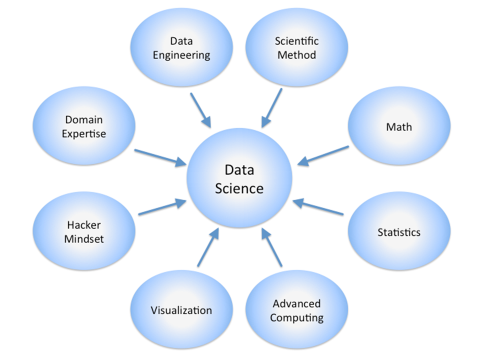 Data
Engineering
Scientific
Method
Domain
Expertise
Math
Data
Science
Hacker
Mindset
Statistics
Visualization
Advanced
Computing